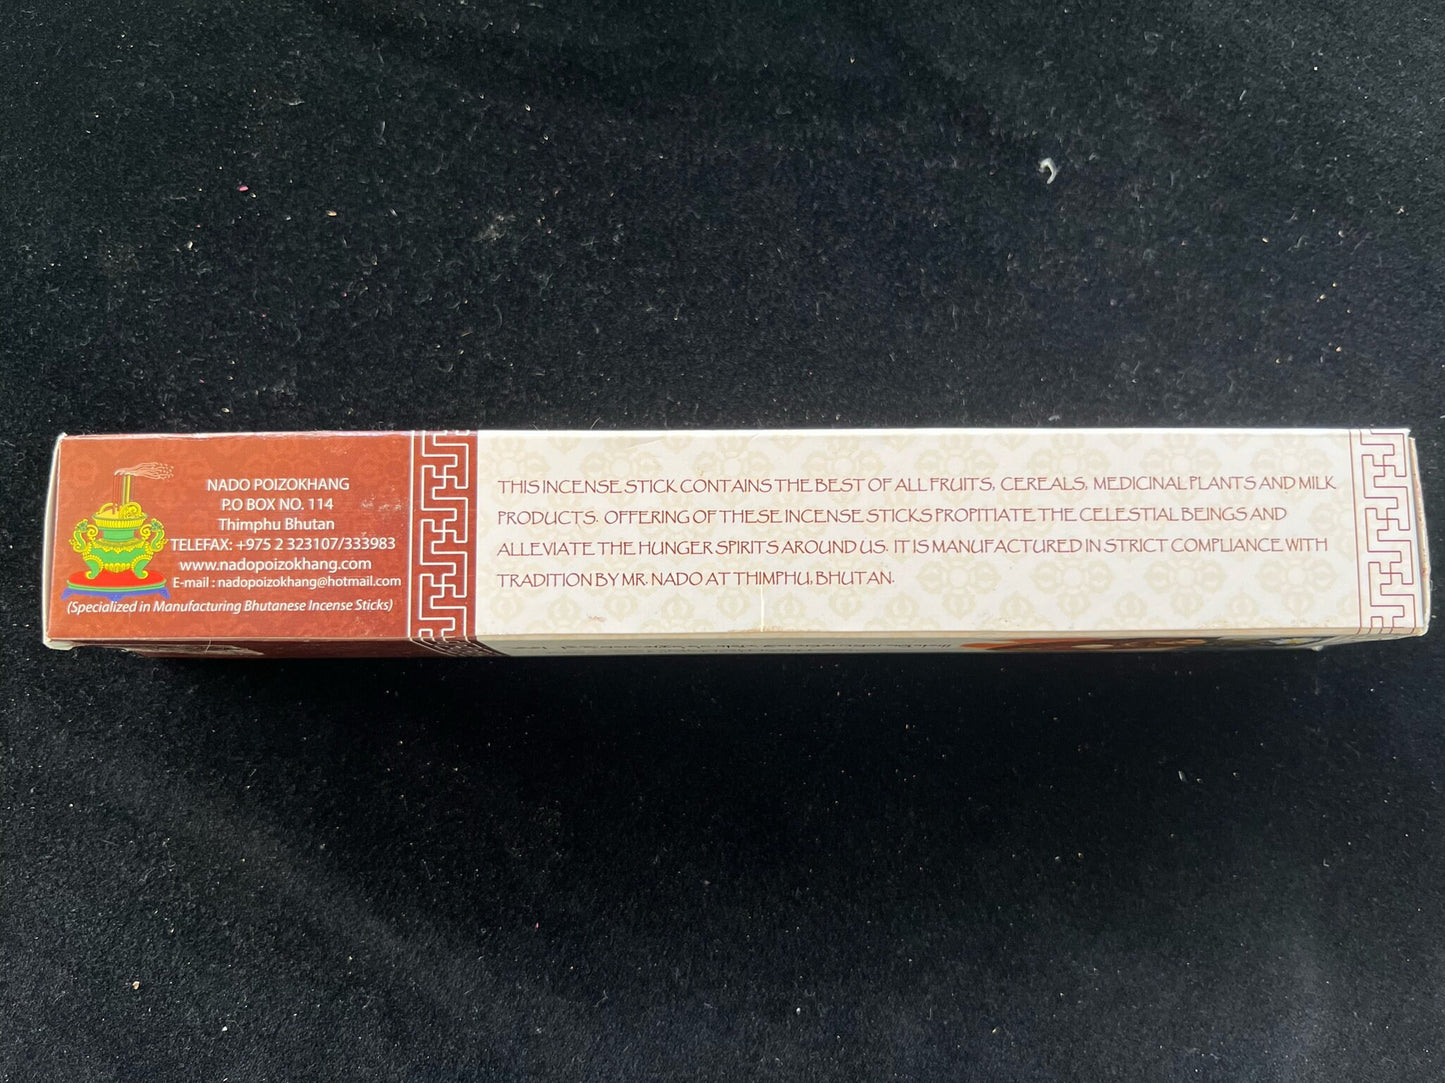 NADO POIZOKHANG
P.O BOX NO. 114
Thimphu Bhutan
TELEFAX: +975 2 323107/333983
www.nadopoizokhang.com
E-mail : nadopoizokhang@hotmail.com
(Specialized in Manufacturing Bhutanese Incense Sticks)
THIS INCENSE STICK CONTAINS THE BEST OF ALL FRUITS, CEREALS, MEDICINAL PLANTS AND MILK
PRODUCTS. OFFERING OF THESE INCENSE STICKS PROPITIATE THE CELESTIAL BEINGS AND
ALLEVIATE THE HUNGER SPIRITS AROUND US. IT IS MANUFACTURED IN STRICT COMPLIANCE WITH
TRADITION BY MR. NADO AT THIMPHU, BHUTAN.